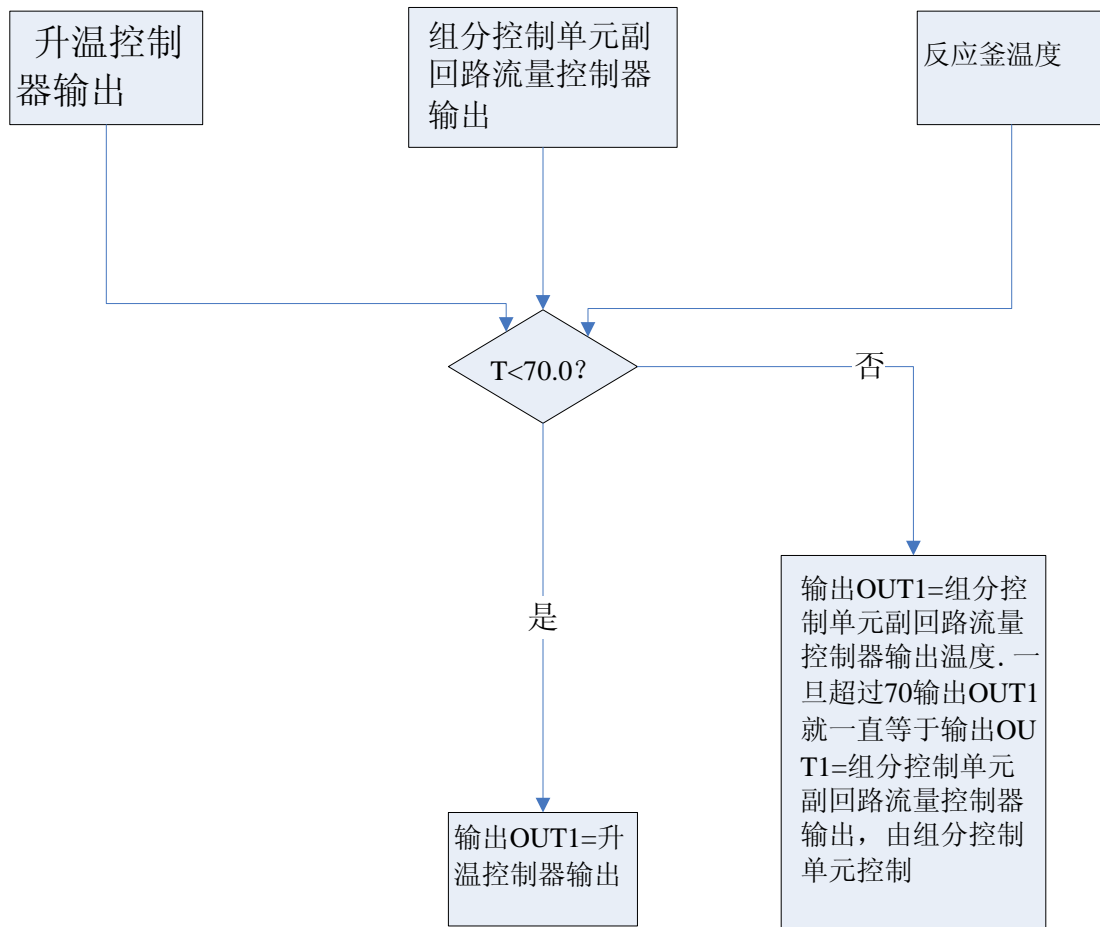 升温控制
器输出
组分控制单元副
回路流量控制器
输出
反应釜温度
T<70.0?
否
是
输出OUT1=组分控
制单元副回路流量
控制器输出温度.一
旦超过70输出OUT1
就一直等于输出OU
T1=组分控制单元
副回路流量控制器
输出，由组分控制
单元控制
输出OUT1=升
温控制器输出